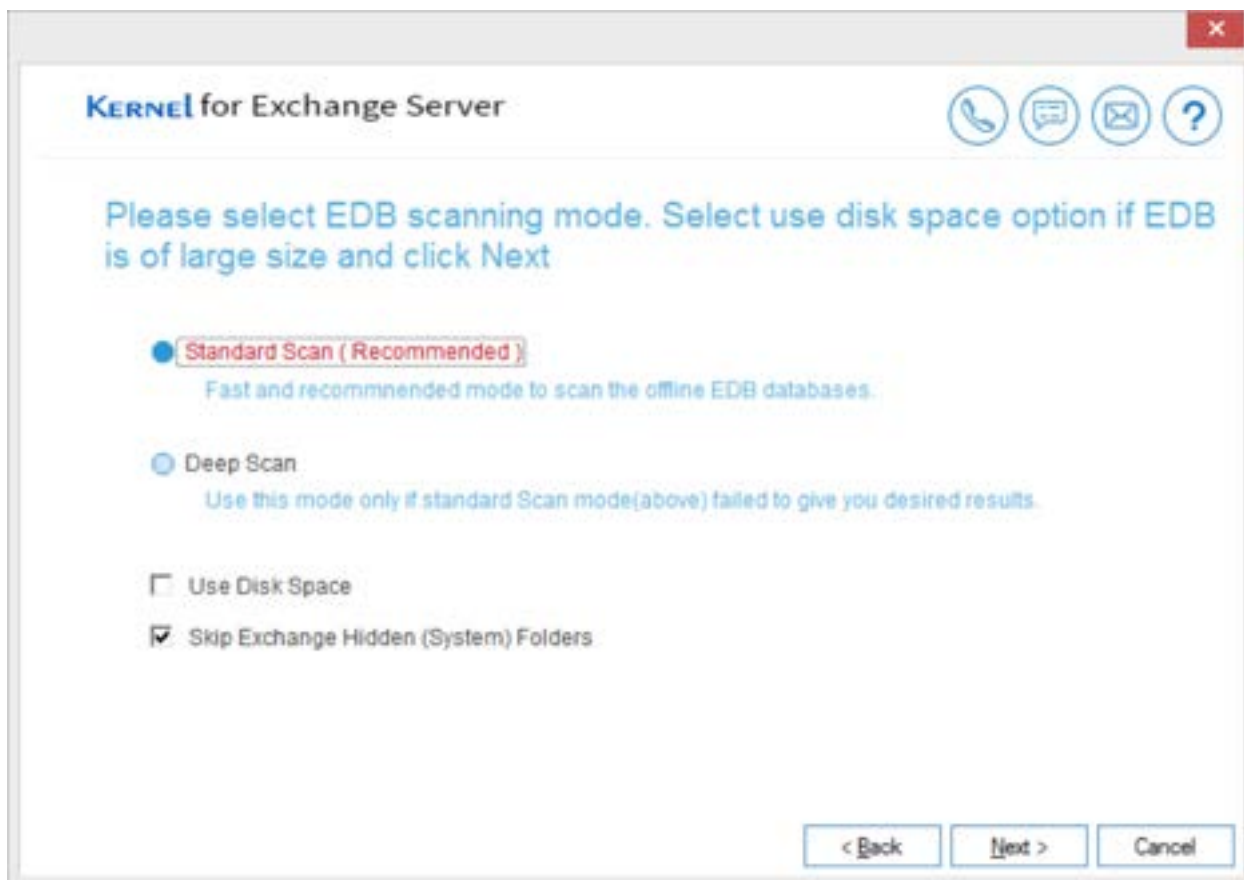 KERNEL for Exchange Server
?
Please select EDB scanning mode. Select use disk space option if EDB
is of large size and click Next
Standard Scan ( Recommended )
Fast and recommnended mode to scan the offline EDB databases.
Deep Scan
Use this mode only if standard Scan mode(above) failed to give you desired results.
Use Disk Space
Skip Exchange Hidden (System) Folders
< Back
Next >
Cancel